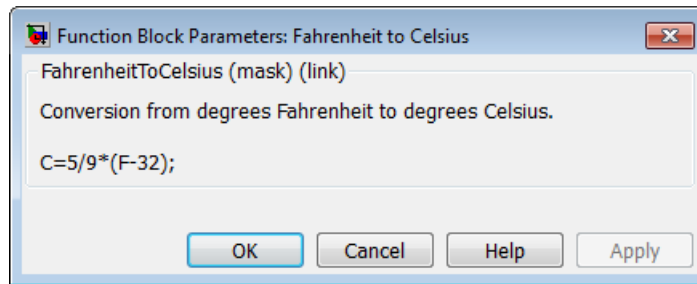 Function Block Parameters: Fahrenheit to Celsius
FahrenheitToCelsius (mask) (link)
Conversion from degrees Fahrenheit to degrees Celsius.
C=5/9*(F-32);
OK Cancel Help Apply